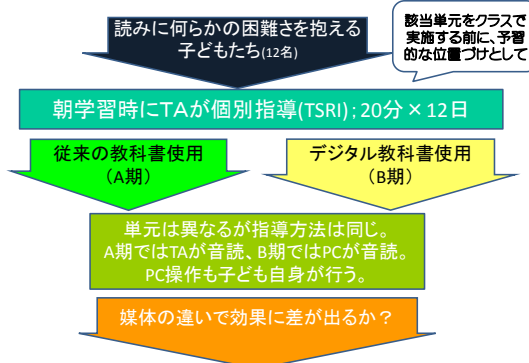 読みに何らかの困難さを抱える
子どもたち(12名)
該当単元をクラスで
実施する前に、予習
的な位置づけとして
朝学習時にTAが個別指導(TSRI)；20分×12日
従来の教科書使用
（A期）
デジタル教科書使用
（B期）
単元は異なるが指導方法は同じ。
A期ではTAが音読、B期ではPCが音読。
PC操作も子ども自身が行う。
媒体の違いで効果に差が出るか？